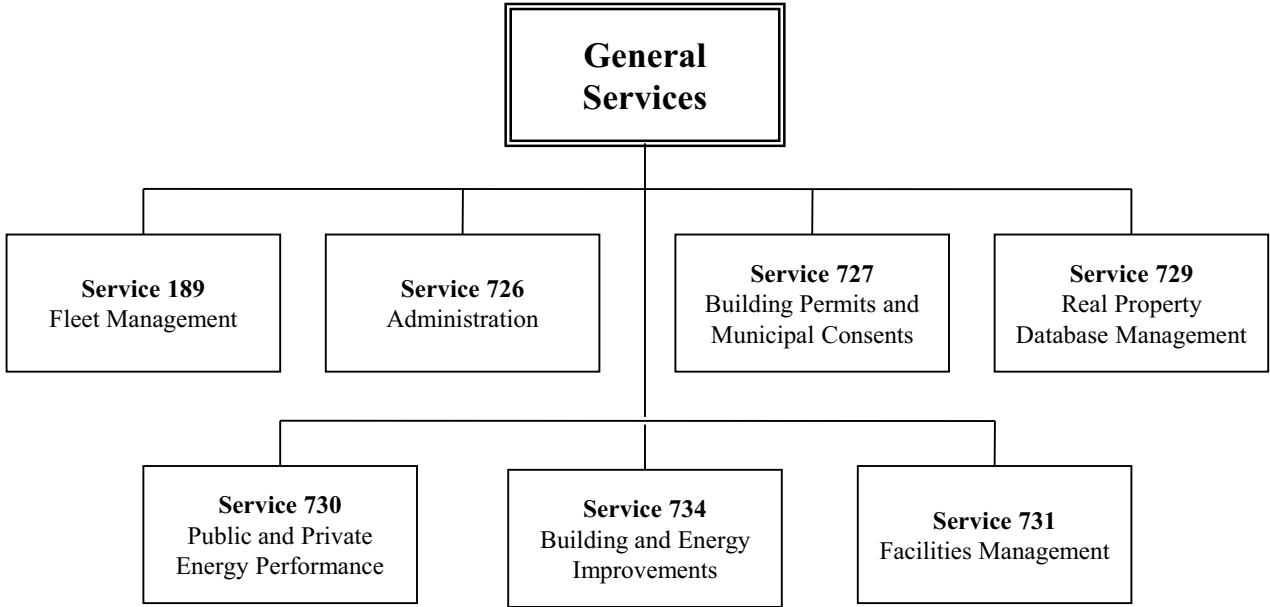 General
Services
Service 189
Fleet Management
Service 726
Administration
Service 727
Building Permits and
Municipal Consents
Service 729
Real Property
Database Management
Service 730
Public and Private
Energy Performance
Service 734
Building and Energy
Improvements
Service 731
Facilities Management